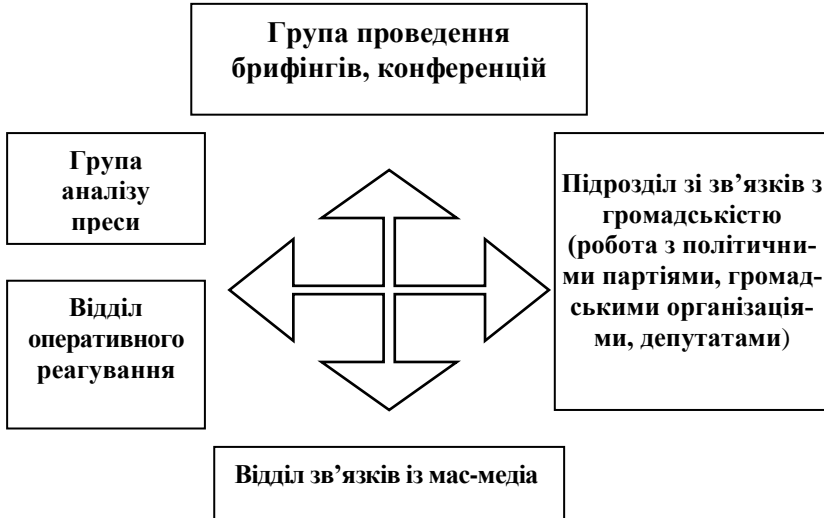 Група проведення
брифінгів, конференцій
Група
аналізу
преси
Відділ
оперативного
реагування
Підрозділ зі зв’язків з
громадськістю
(робота з політични-
ми партіями, громад-
ськими організація-
ми, депутатами)
Відділ зв’язків із мас-медіа